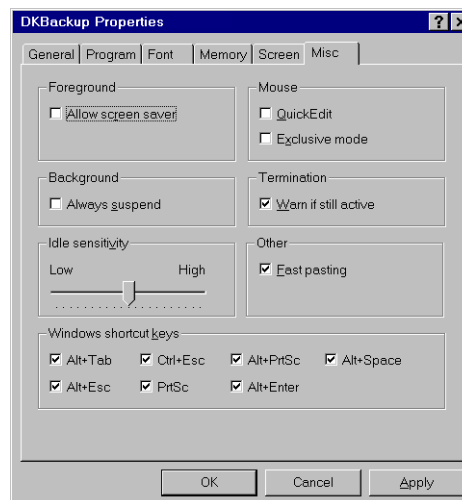 DKBackup Properties
General Program Font Memory Screen Misc
Foreground
Allow screen saver
Mouse
QuickEdit
Exclusive mode
Background
Always suspend
Termination
Warn if still active
Idle sensitivity
Low High
Other
Fast pasting
Windows shortcut keys
Alt+Tab Ctrl+Esc Alt+PrtSc Alt+Space
Alt+Esc PrtSc Alt+Enter
OK Cancel Apply